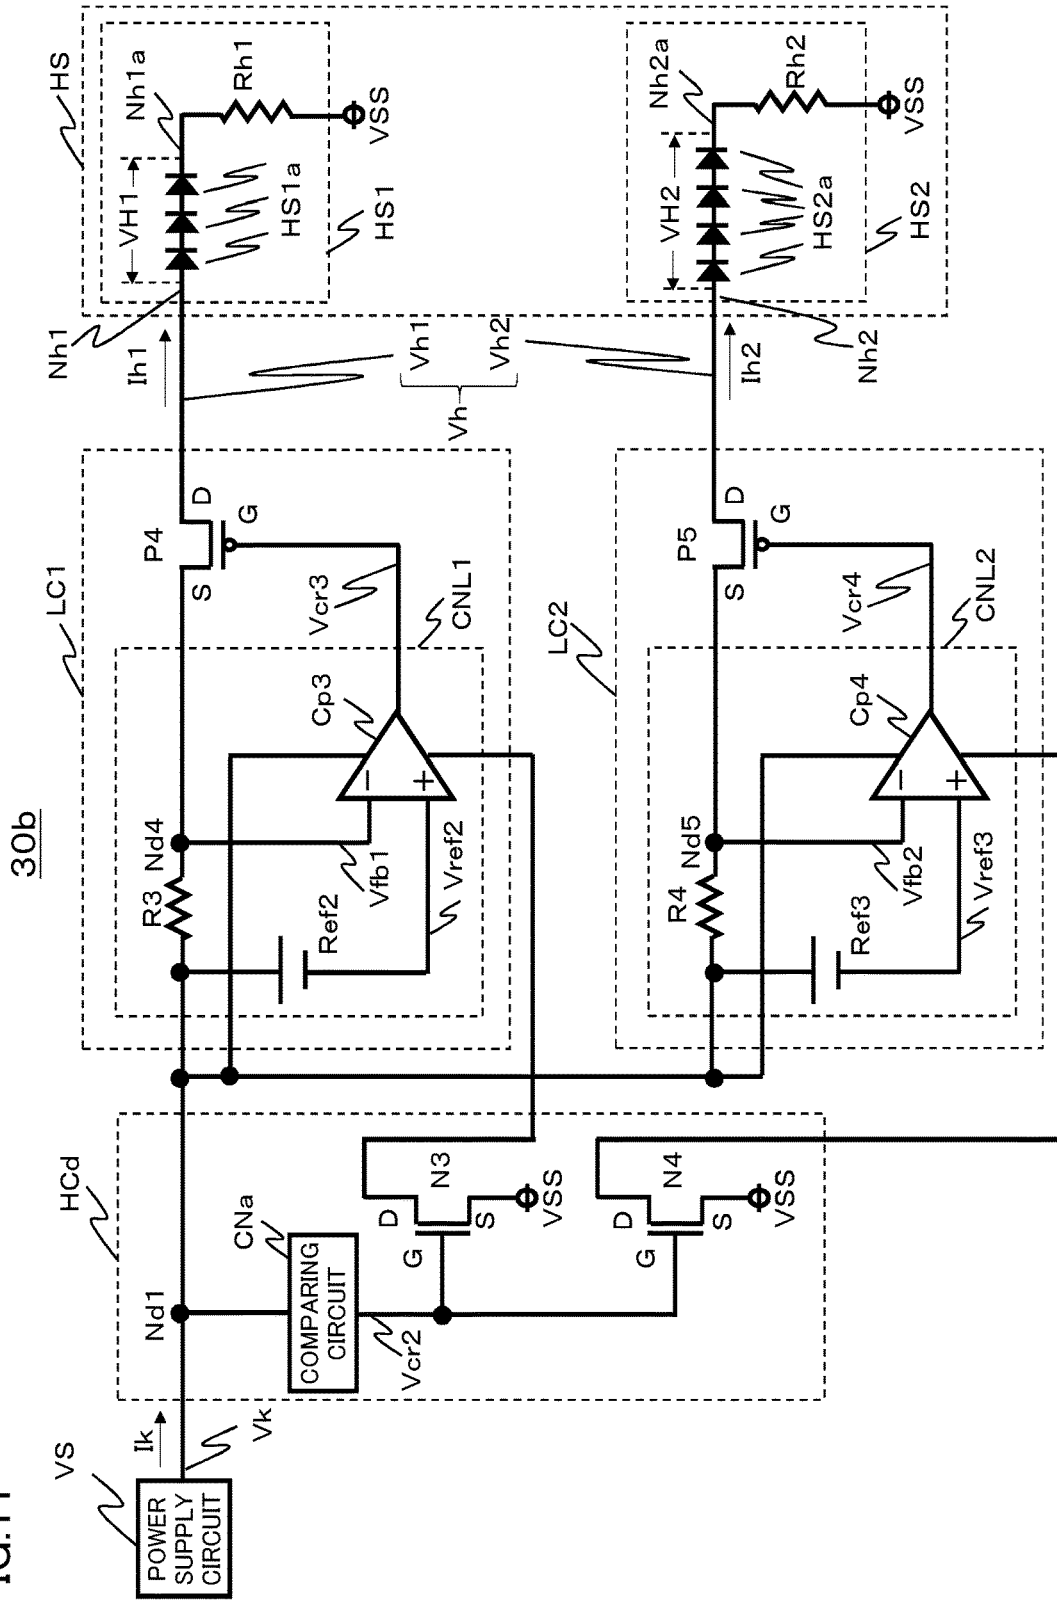 30b
VS
POWER
SUPPLY
CIRCUIT
Ik
Vk
HCd
Nd1
CNa
COMPARING
CIRCUIT
Vcr2
G
D
S
N3
VSS
G
D
S
N4
VSS
LC1
R3
Nd4
Ref2
Vfb1
Vref2
Cp3
−
+
CNL1
Vcr3
P4
S
D
G
LC2
R4
Nd5
Ref3
Vfb2
Vref3
Cp4
−
+
CNL2
Vcr4
P5
S
D
G
Vh
Vh1
Vh2
Ih1
Nh1
Ih2
Nh2
HS
VH1
Nh1a
Rh1
VSS
HS1a
HS1
VH2
Nh2a
Rh2
VSS
HS2a
HS2